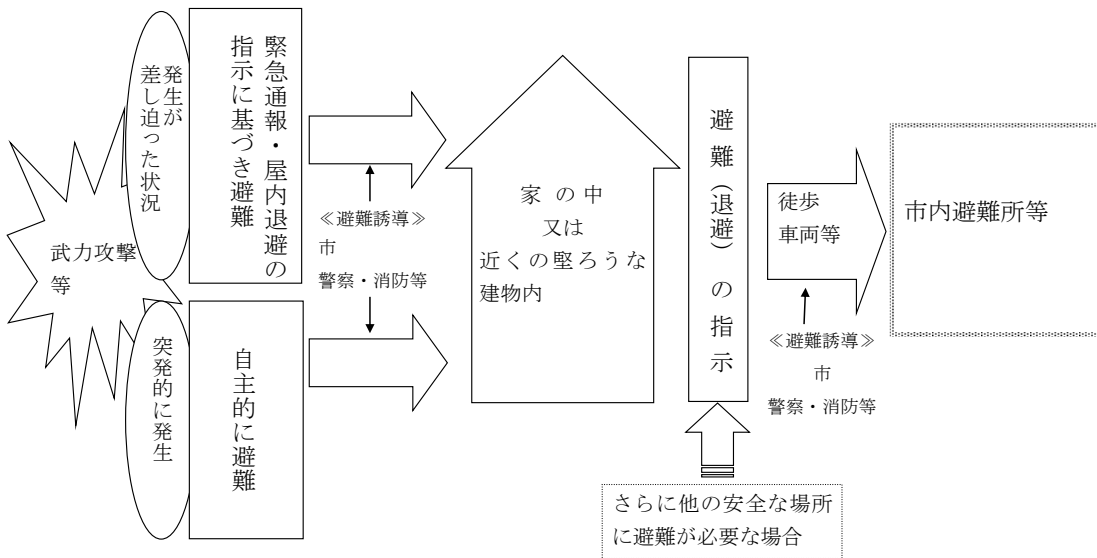 武力攻撃
等
発生が
差し迫った状況
緊急通報・屋内退避の
指示に基づき避難
突発的に発生
自主的に避難
≪避難誘導≫
市
警察・消防等
家の中
又は
近くの堅ろうな
建物内
避難(退避)の指示
さらに他の安全な場所
に避難が必要な場合
徒歩
車両等
≪避難誘導≫
市
警察・消防等
市内避難所等